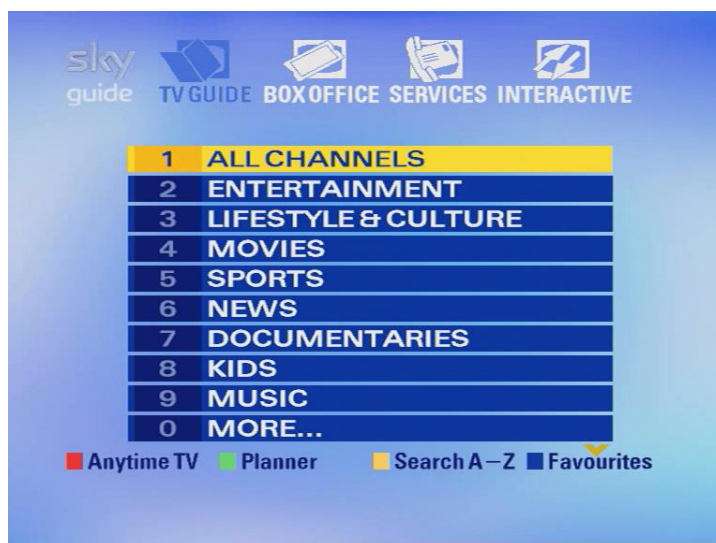 sky
guide TV GUIDE BOX OFFICE SERVICES INTERACTIVE
1 ALL CHANNELS
2 ENTERTAINMENT
3 LIFESTYLE & CULTURE
4 MOVIES
5 SPORTS
6 NEWS
7 DOCUMENTARIES
8 KIDS
9 MUSIC
0 MORE...
Anytime TV Planner Search A–Z Favourites